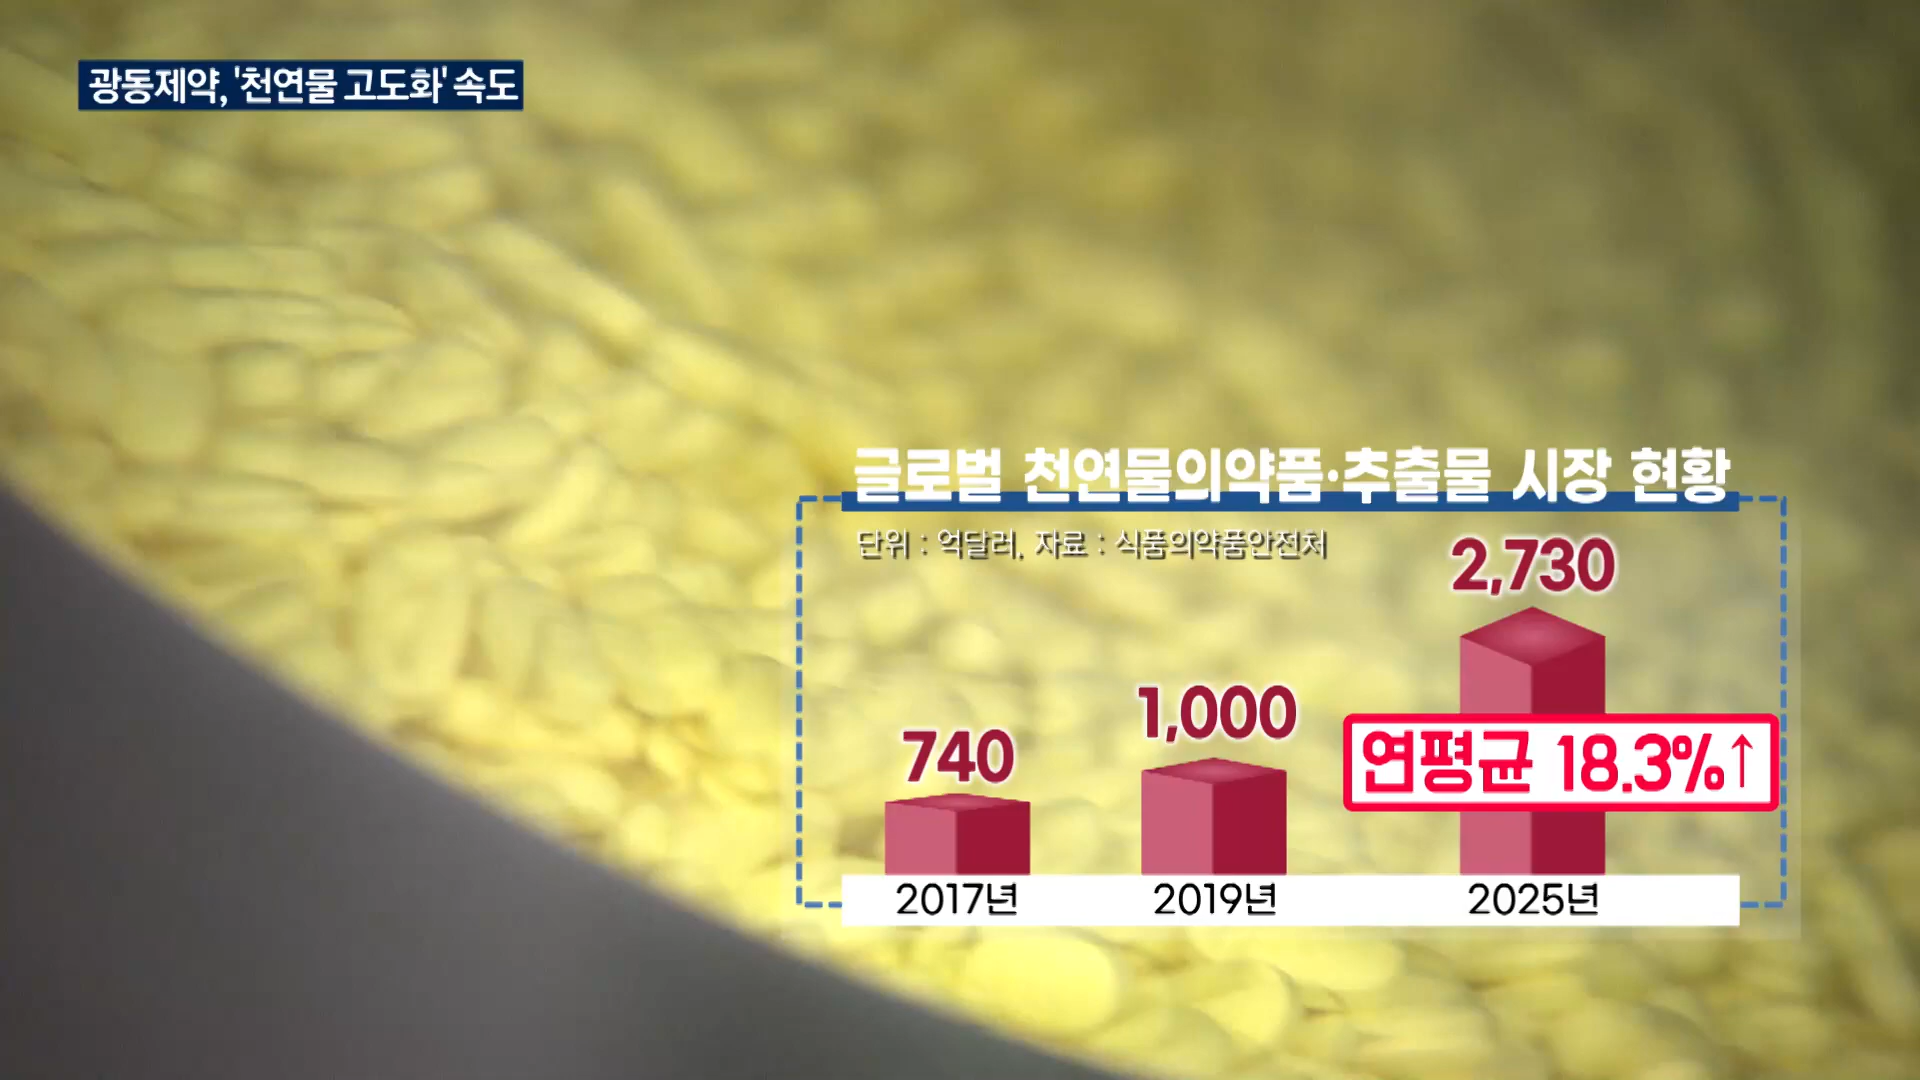 광동제약, '천연물 고도화' 속도
글로벌 천연물의약품·추출물 시장 현황
단위 : 억달러, 자료 : 식품의약품안전처
740
1,000
2,730
연평균 18.3%↑
2017년
2019년
2025년